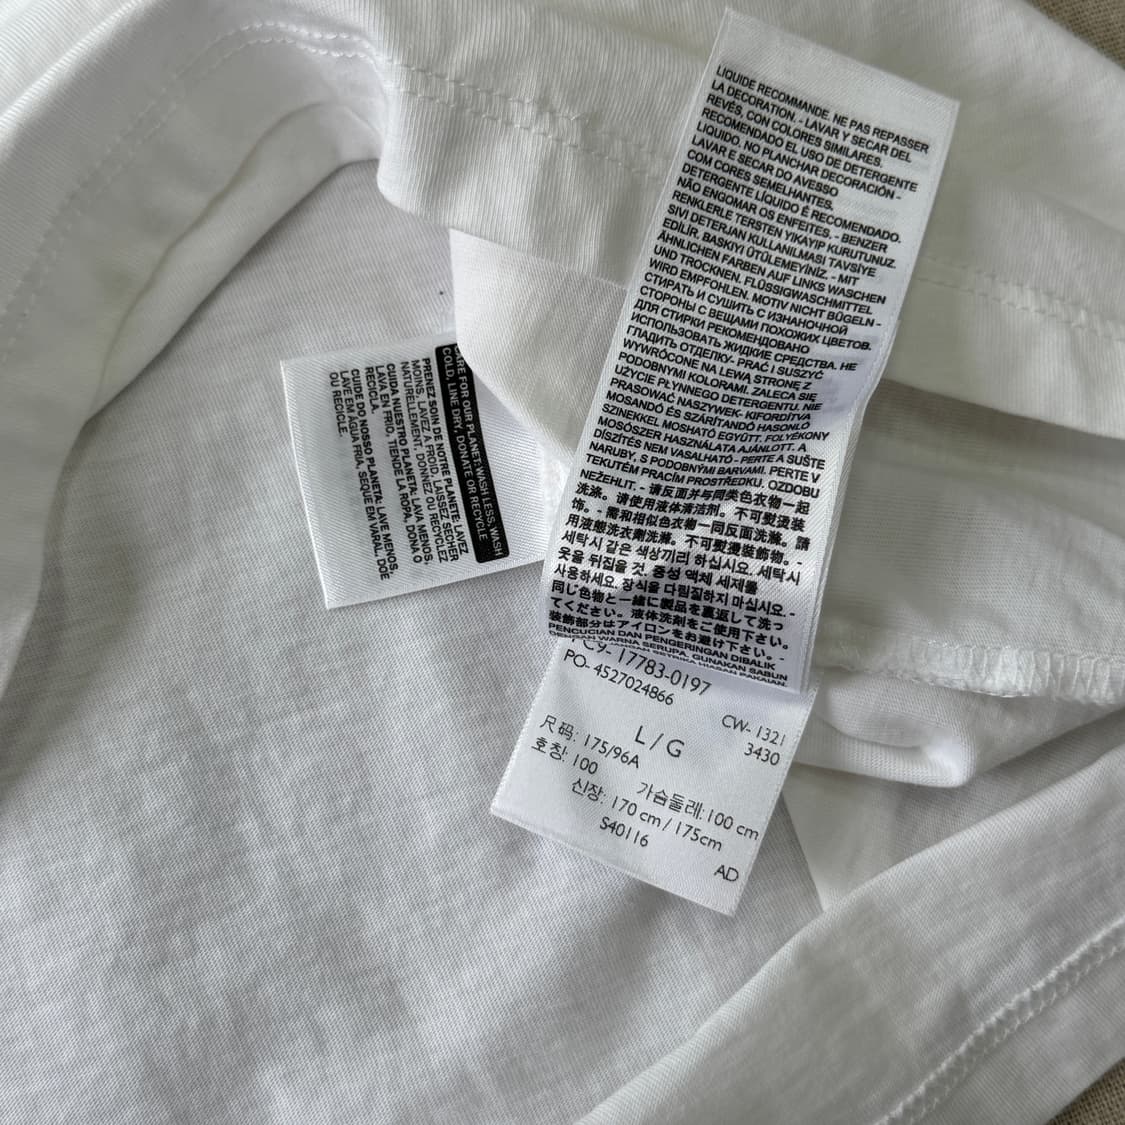 LIQUIDE RECOMMANDE. NE PAS REPASSER
LA DECORATION. - LAVAR Y SECAR DEL
REVÉS, CON COLORES SIMILARES.
RECOMENDADO EL USO DE DETERGENTE
LIQUIDO. NO PLANCHAR DECORACIÓN -
LAVAR E SECAR DO AVESSO
COM CORES SEMELHANTES.
DETERGENTE LÍQUIDO É RECOMENDADO.
NÃO ENGOMAR OS ENFEITES. - BENZER
RENKLERLE TERSTEN YIKAYIP KURUTUNUZ.
SIVI DETERJAN KULLANILMASI TAVSİYE
EDİLİR. BASKIYI ÜTÜLEMEYİNİZ. - MIT
ÄHNLICHEN FARBEN AUF LINKS WASCHEN
UND TROCKNEN. FLÜSSIGWASCHMITTEL
WIRD EMPFOHLEN. MOTIV NICHT BÜGELN -
СТИРАТЬ И СУШИТЬ С ИЗНАНОЧНОЙ
СТОРОНЫ С ВЕЩАМИ ПОХОЖИХ ЦВЕТОВ.
ДЛЯ СТИРКИ РЕКОМЕНДОВАНО
ИСПОЛЬЗОВАТЬ ЖИДКИЕ СРЕДСТВА. НЕ
ГЛАДИТЬ ОТДЕЛКУ- PRAĆ I SUSZYĆ
WYWRÓCONE NA LEWĄ STRONĘ Z
PODOBNYMI KOLORAMI. ZALECA SIĘ
UŻYCIE PŁYNNEGO DETERGENTU. NIE
PRASOWAĆ NASZYWEK- KIFORDÍTVA
MOSANDÓ ÉS SZÁRÍTANDÓ HASONLÓ
SZINEKKEL MOSHATÓ EGYÜTT. FOLYÉKONY
MOSÓSZER HASZNÁLATA AJÁNLOTT. A
DÍSZÍTÉS NEM VASALHATÓ - PERTE A SUŠTE
NARUBY, S PODOBNÝMI BARVAMI. PERTE V
TEKUTÉM PRACÍM PROSTŘEDKU. OZDOBU
NEŽEHLIT. - 请反面并与同类色衣物一起
洗涤。请使用液体清洁剂。不可熨烫装
饰。- 需和相似色衣物一同反面洗滌。請
用液態洗衣劑洗滌。不可熨燙裝飾物。-
세탁시 같은 색상끼리 하십시요. 세탁시
옷을 뒤집을 것. 중성 액체 세제를
사용하세요. 장식을 다림질하지 마십시오. -
同じ色物と一緒に製品を裏返して洗っ
てください。液体洗剤をご使用下さい。
装飾部分はアイロンをお避け下さい。-
PENCUCIAN DAN PENGERINGAN DIBALIK
DENGAN WARNA SERUPA. GUNAKAN SABUN
CARE FOR OUR PLANET: WASH LESS, WASH
COLD, LINE DRY, DONATE OR RECYCLE
PRENEZ SOIN DE NOTRE PLANETE: LAVEZ
MOINS, LAVEZ A FROID, LAISSEZ SECHER
NATURELLEMENT, DONNEZ OU RECYCLEZ
CUIDA NUESTRO PLANETA: LAVA MENOS,
LAVA EN FRÍO, TIENDE LA ROPA, DONA O
RECICLA.
CUIDE DO NOSSO PLANETA: LAVE MENOS,
LAVE EM ÁGUA FRIA, SEQUE EM VARAL, DOE
OU RECICLE.
PC9- 17783-0197
PO- 4527024866
CW- 1321
3430
L / G
尺码: 175/96A
호칭: 100
가슴둘레: 100 cm
신장: 170 cm / 175cm
S40116
AD